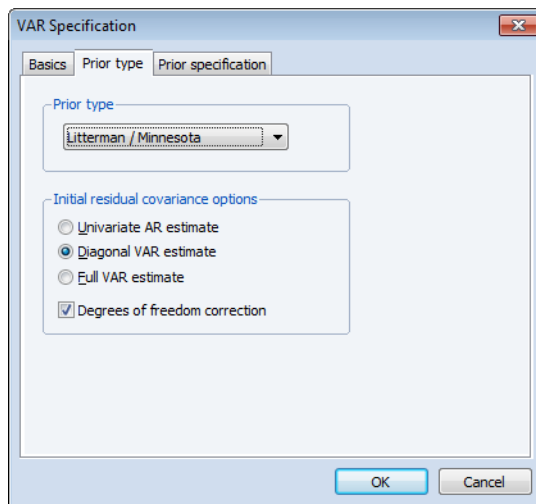 VAR Specification
Basics Prior type Prior specification
Prior type
Litterman / Minnesota
Initial residual covariance options
Univariate AR estimate
Diagonal VAR estimate
Full VAR estimate
Degrees of freedom correction
OK Cancel